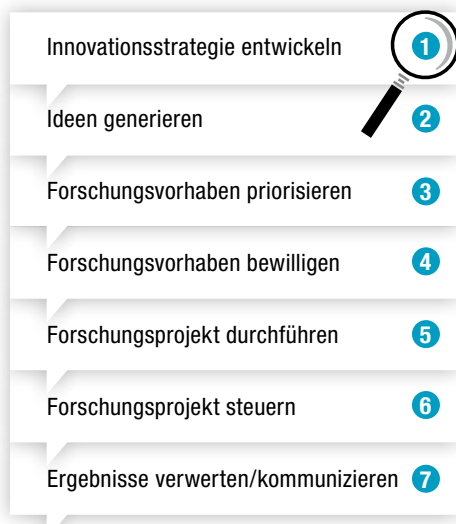 Innovationsstrategie entwickeln 1
Ideen generieren 2
Forschungsvorhaben priorisieren 3
Forschungsvorhaben bewilligen 4
Forschungsprojekt durchführen 5
Forschungsprojekt steuern 6
Ergebnisse verwerten/kommunizieren 7